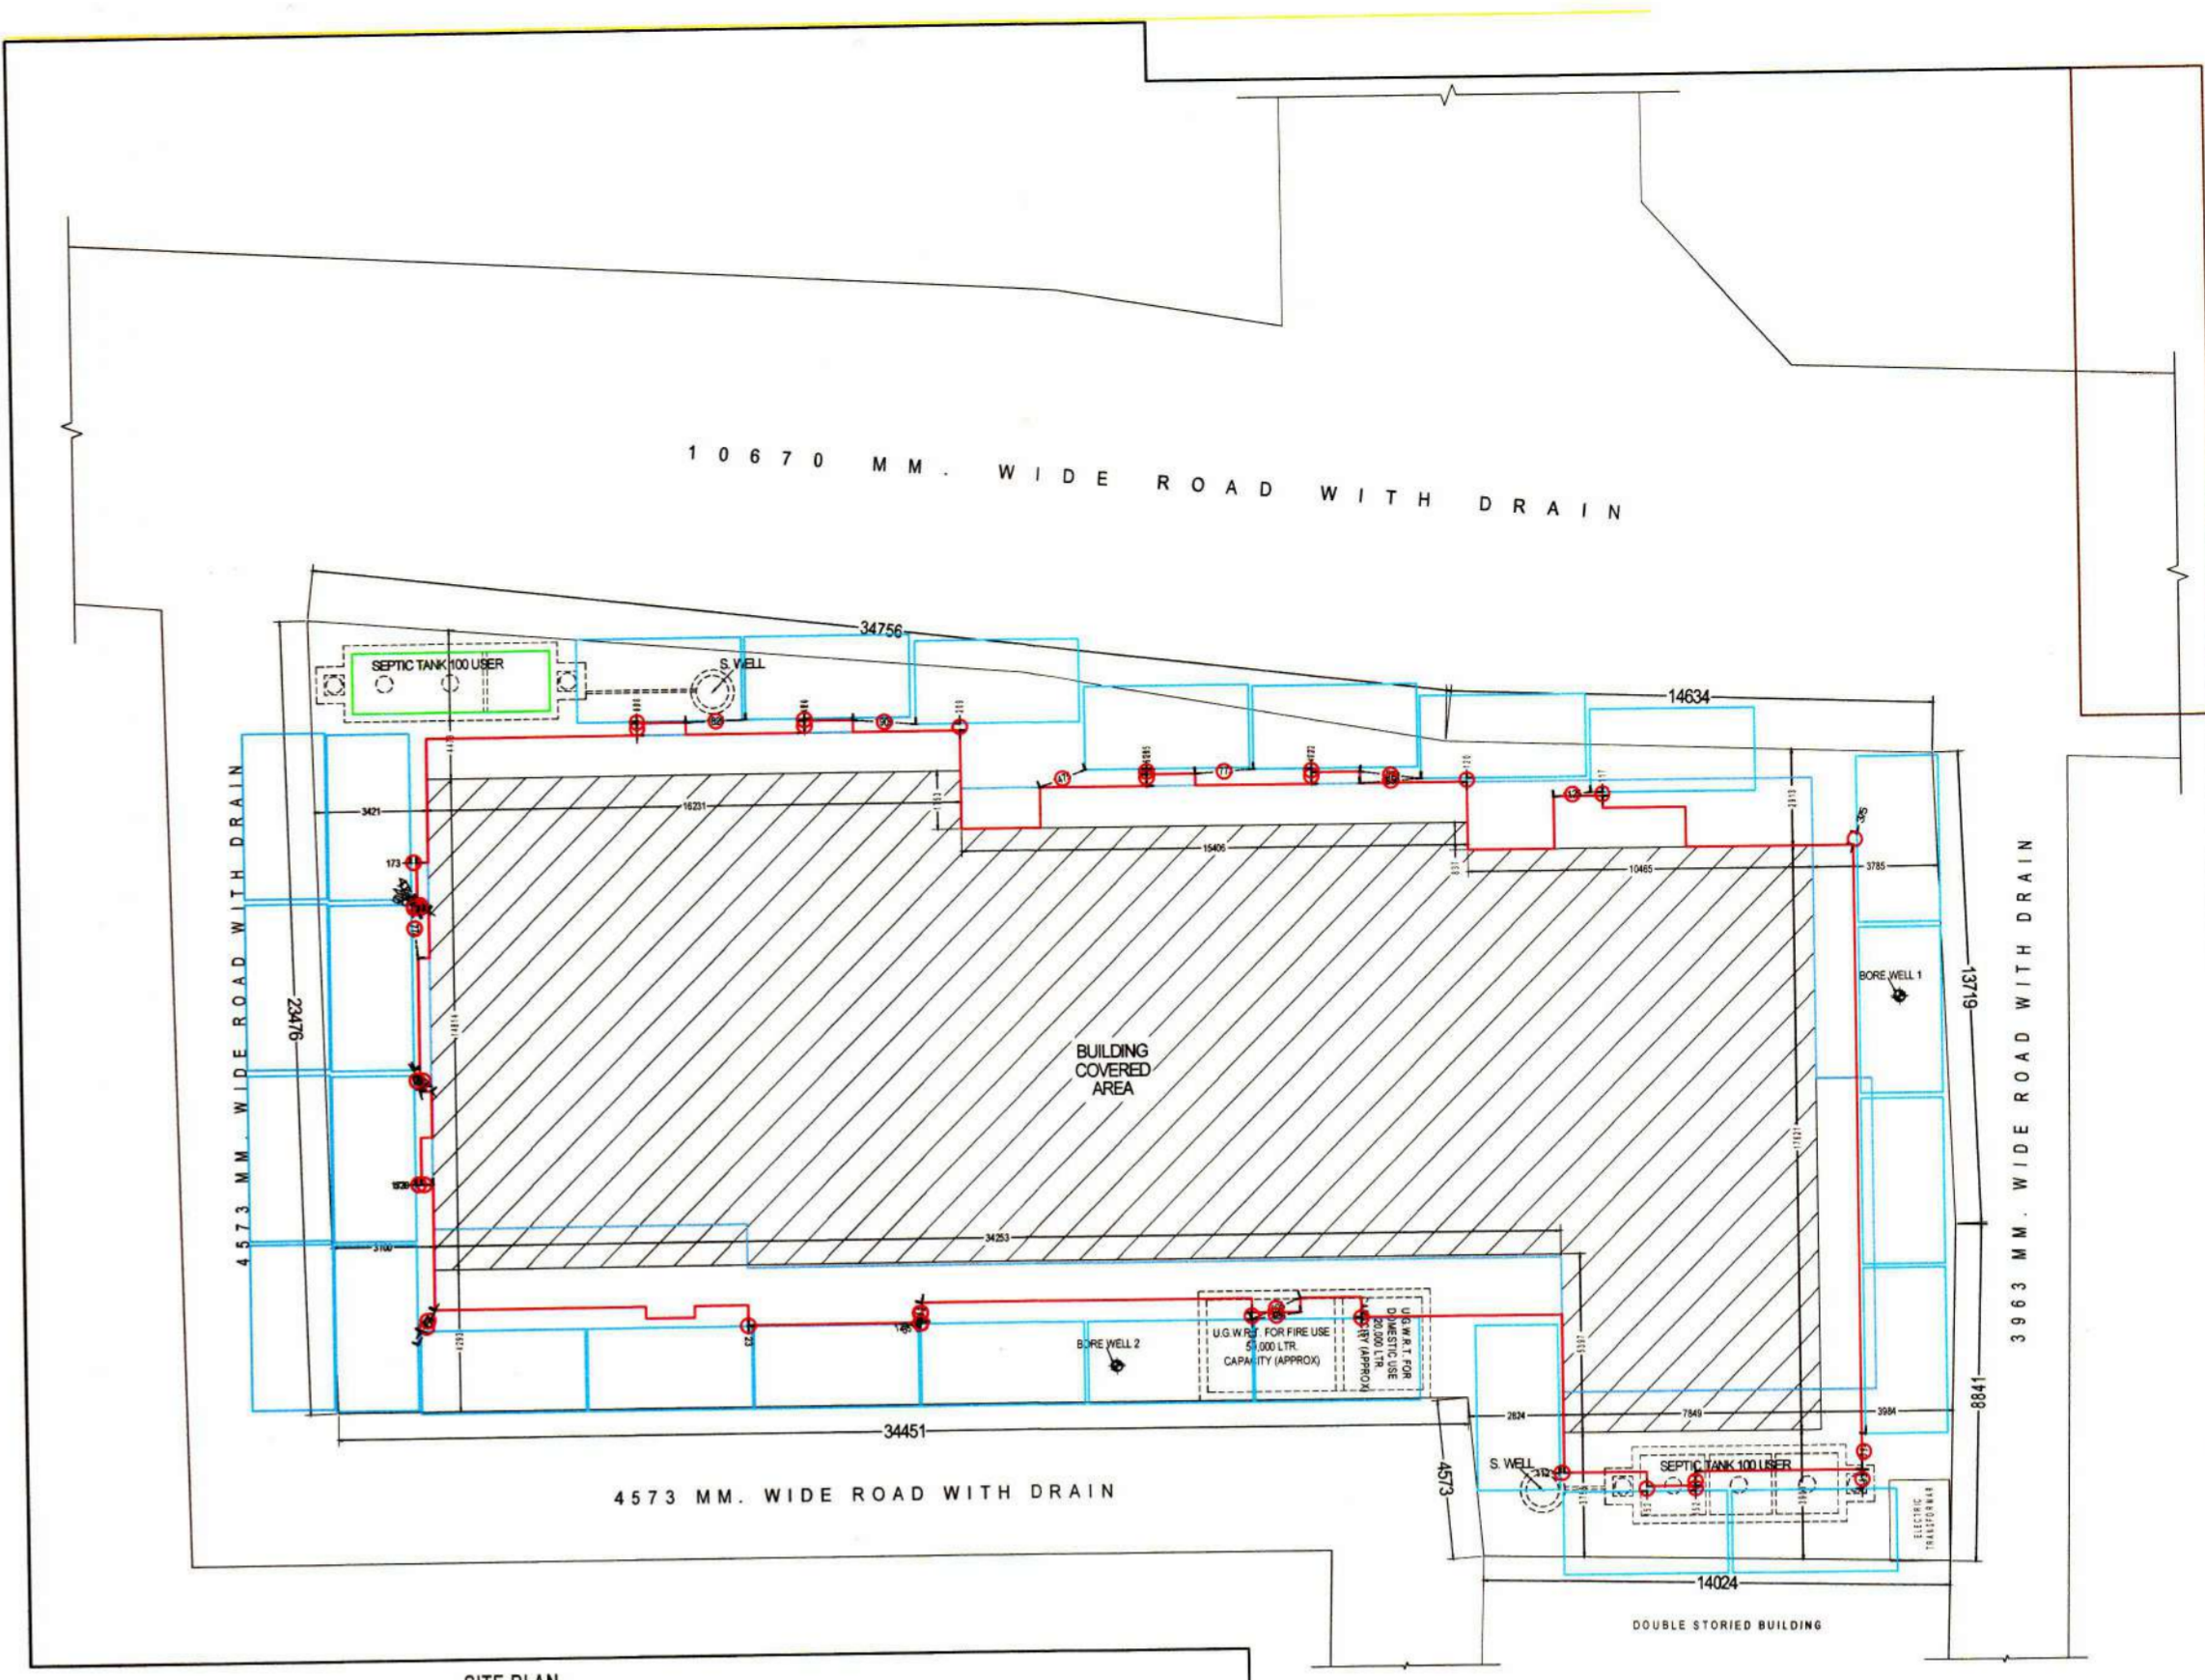 10670 MM. WIDE ROAD WITH DRAIN
34756
14634
SEPTIC TANK 100 USER
S. WELL
3421
16231
15406
10465
3785
173
4573 MM. WIDE ROAD WITH DRAIN
23476
BORE WELL 1
13719
3963 MM. WIDE ROAD WITH DRAIN
BUILDING
COVERED
AREA
17621
3100
34253
BORE WELL 2
U.G.W.R.T. FOR FIRE USE
CAPACITY (APPROX)
U.G.W.R.T. FOR
DOMESTIC USE
20,000 LTR.
23
34451
4573
2824
7849
3984
8841
S. WELL
SEPTIC TANK 100 USER
ELECTRIC
TRANSFORMAR
4573 MM. WIDE ROAD WITH DRAIN
14024
DOUBLE STORIED BUILDING
SITE PLAN